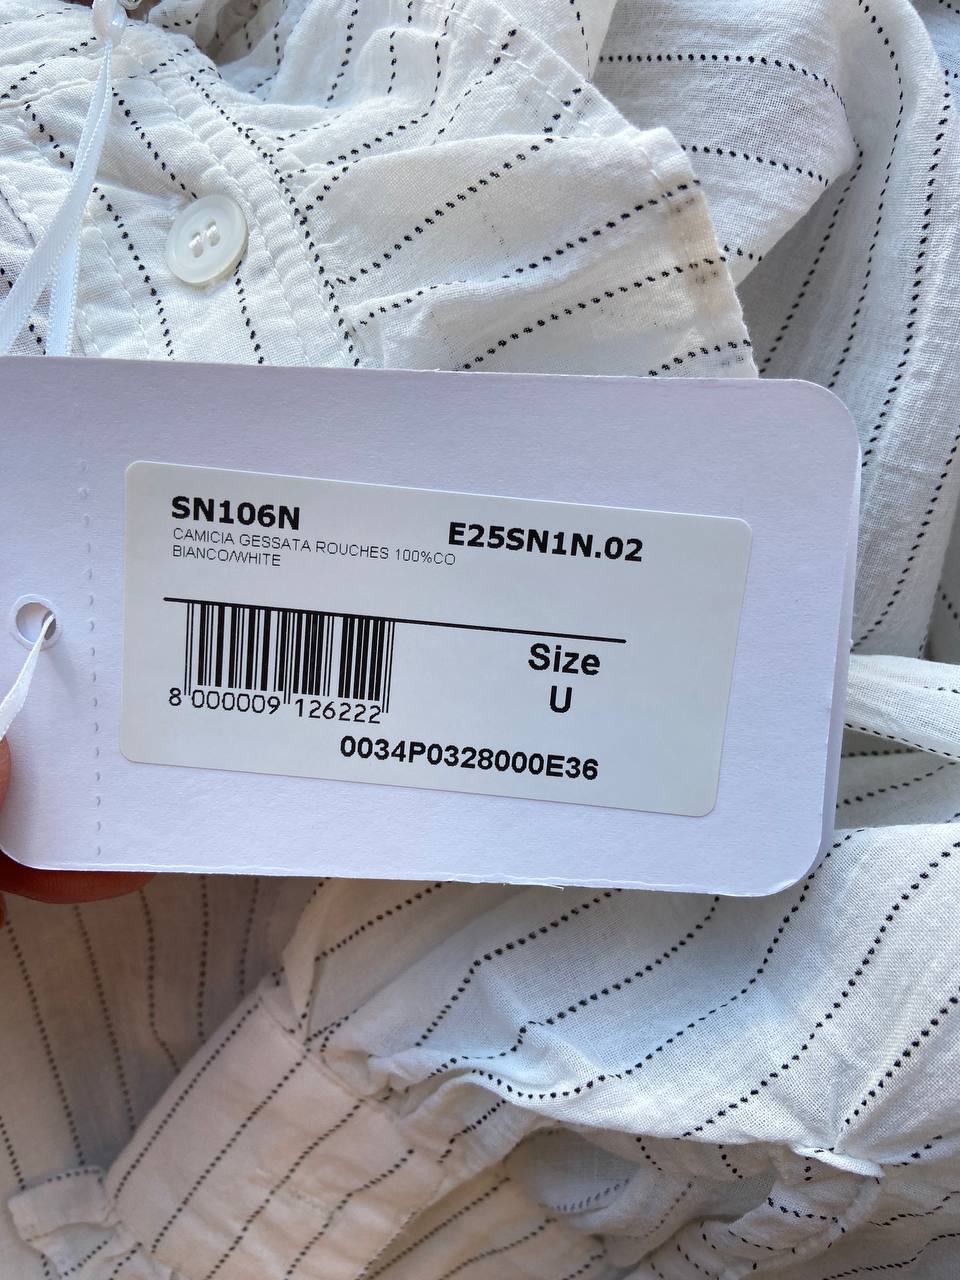 SN106N
E25SN1N.02
CAMICIA GESSATA ROUCHES 100%CO
BIANCO/WHITE
Size
U
8 000009 126222
0034P0328000E36